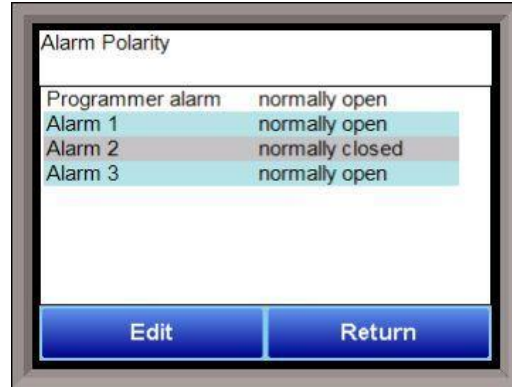 Alarm Polarity
Programmer alarm normally open
Alarm 1 normally open
Alarm 2 normally closed
Alarm 3 normally open
Edit Return